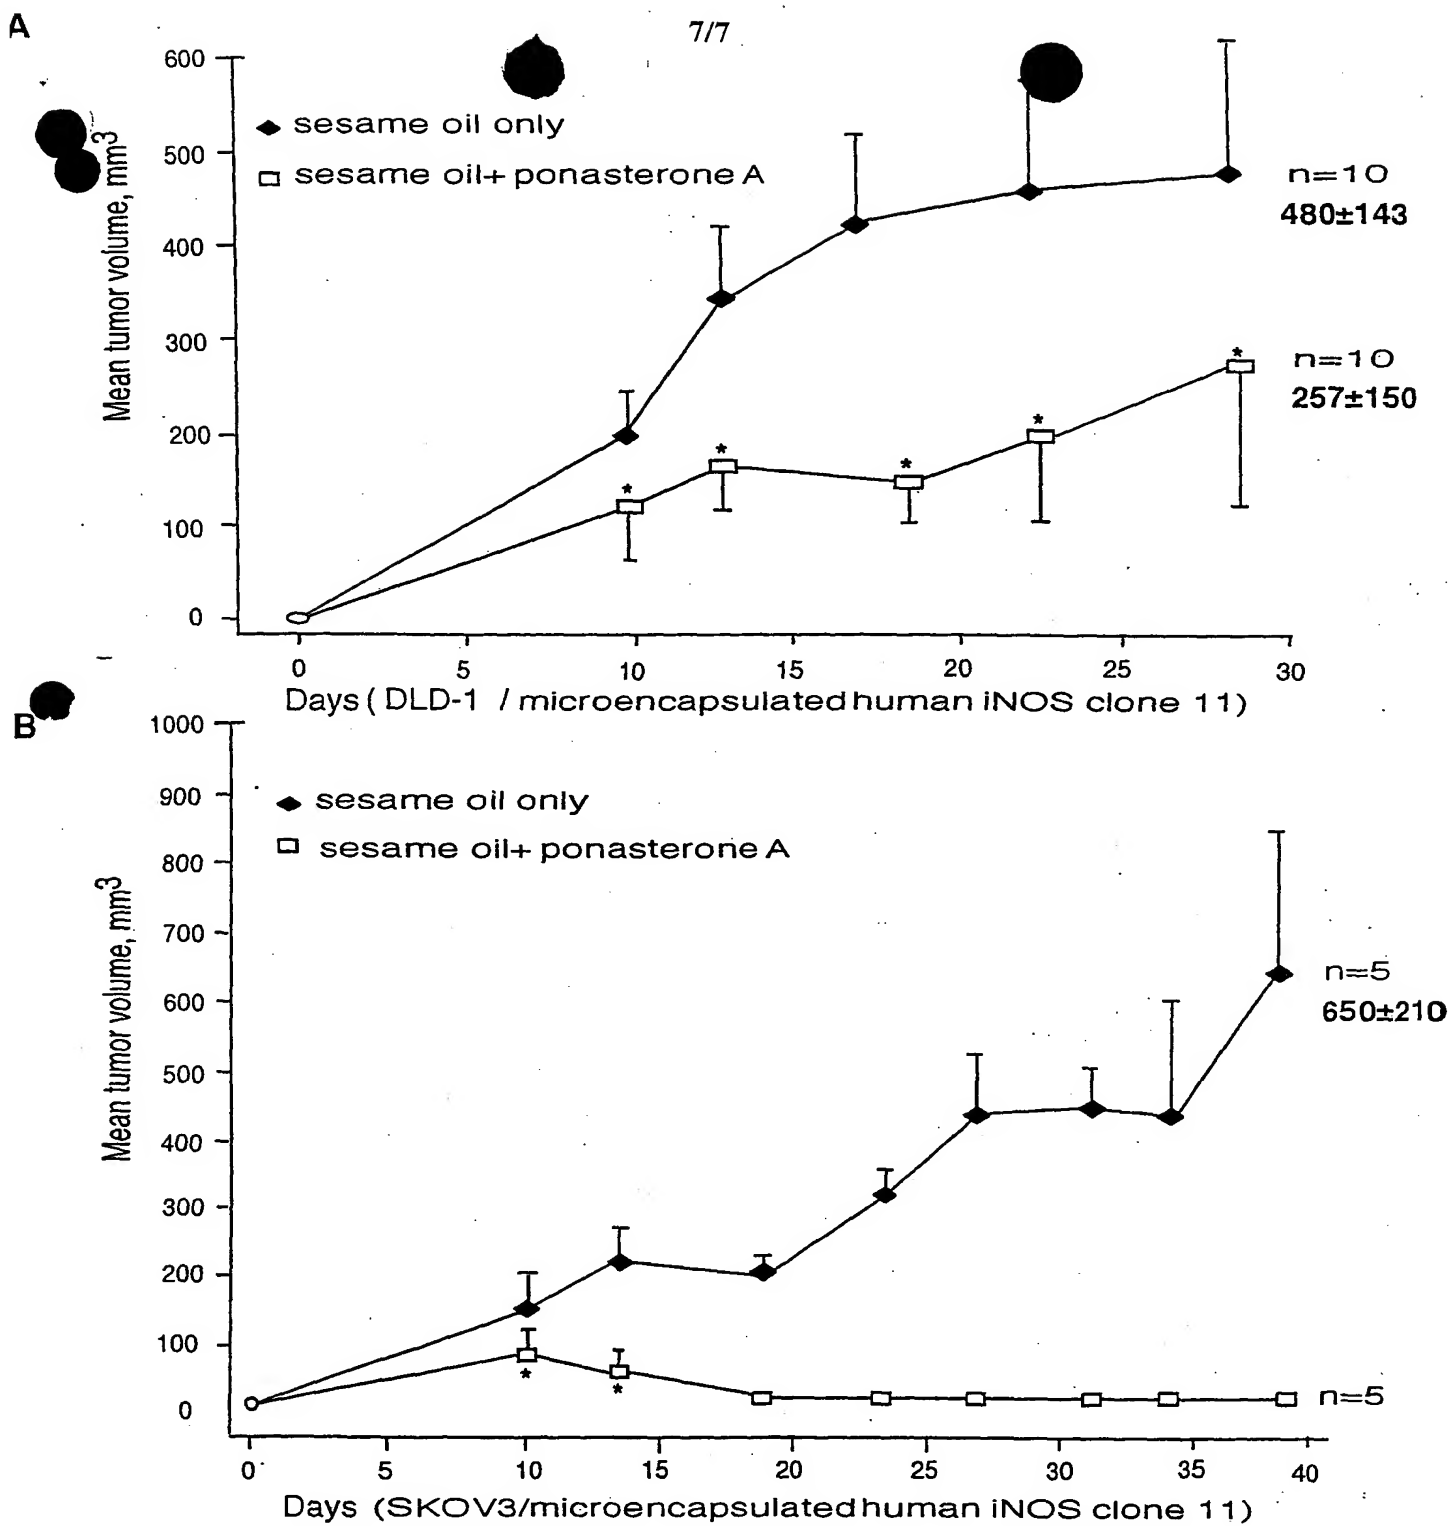 7/7
A
600
500
400
300
200
100
0
Mean tumor volume, mm3
sesame oil only
sesame oil+ ponasterone A
n=10
480±143
n=10
257±150
*
*
*
*
*
0 5 10 15 20 25 30
Days ( DLD-1 / microencapsulated human iNOS clone 11)
B
1000
900
800
700
600
500
400
300
200
100
0
Mean tumor volume, mm3
sesame oil only
sesame oil+ ponasterone A
n=5
650±210
*
*
n=5
0 5 10 15 20 25 30 35 40
Days (SKOV3/microencapsulated human iNOS clone 11)